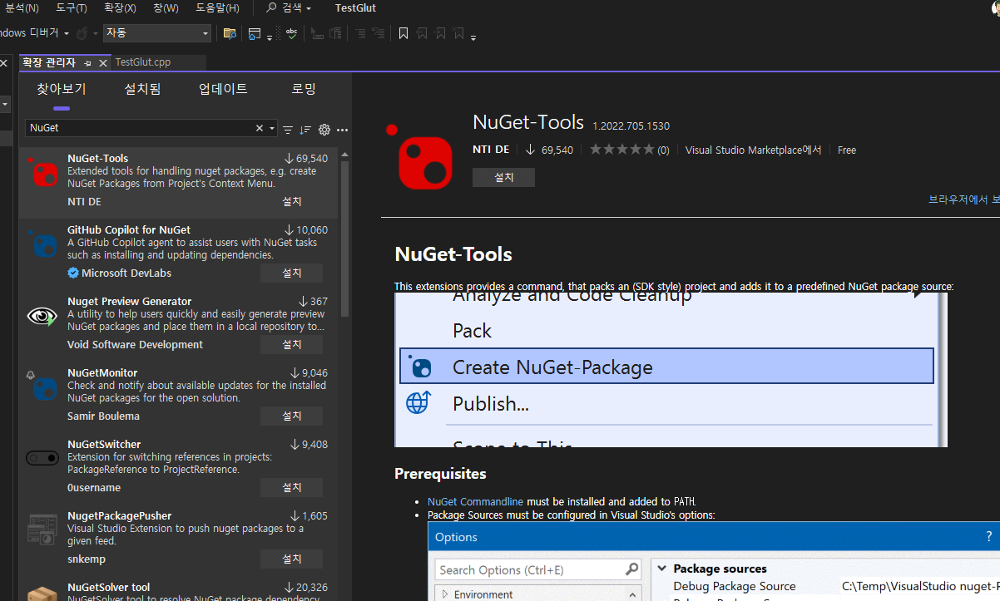 분석(N) 도구(T) 확장(X) 창(W) 도움말(H) 검색 TestGlut
ndows 디버거 자동 abc
확장 관리자 TestGlut.cpp
찾아보기 설치됨 업데이트 로밍
NuGet
NuGet-Tools 69,540
Extended tools for handling nuget packages, e.g. create
NuGet Packages from Project's Context Menu.
NTI DE 설치
GitHub Copilot for NuGet 10,060
A GitHub Copilot agent to assist users with NuGet tasks
such as installing and updating dependencies.
Microsoft DevLabs 설치
Nuget Preview Generator 367
A utility to help users quickly and easily generate preview
NuGet packages and place them in a local repository to...
Void Software Development 설치
NuGetMonitor 9,046
Check and notify about available updates for the installed
NuGet packages for the open solution.
Samir Boulema 설치
NuGetSwitcher 9,408
Extension for switching references in projects:
PackageReference to ProjectReference.
0username 설치
NugetPackagePusher 1,605
Visual Studio Extension to push nuget packages to a
given feed.
snkemp 설치
NuGetSolver tool 20,326
NuGetSolver tool to resolve NuGet package dependency
NuGet-Tools 1.2022.705.1530
NTI DE 69,540 (0) Visual Studio Marketplace에서 Free
설치
브라우저에서 보
NuGet-Tools
This extensions provides a command, that packs an (SDK style) project and adds it to a predefined NuGet package source:
Analyze and Code Cleanup
Pack
Create NuGet-Package
Publish...
Scope to This
Prerequisites
• NuGet Commandline must be installed and added to PATH.
• Package Sources must be configured in Visual Studio's options:
Options ?
Search Options (Ctrl+E) Package sources
Environment Debug Package Source C:\Temp\VisualStudio nuget-P